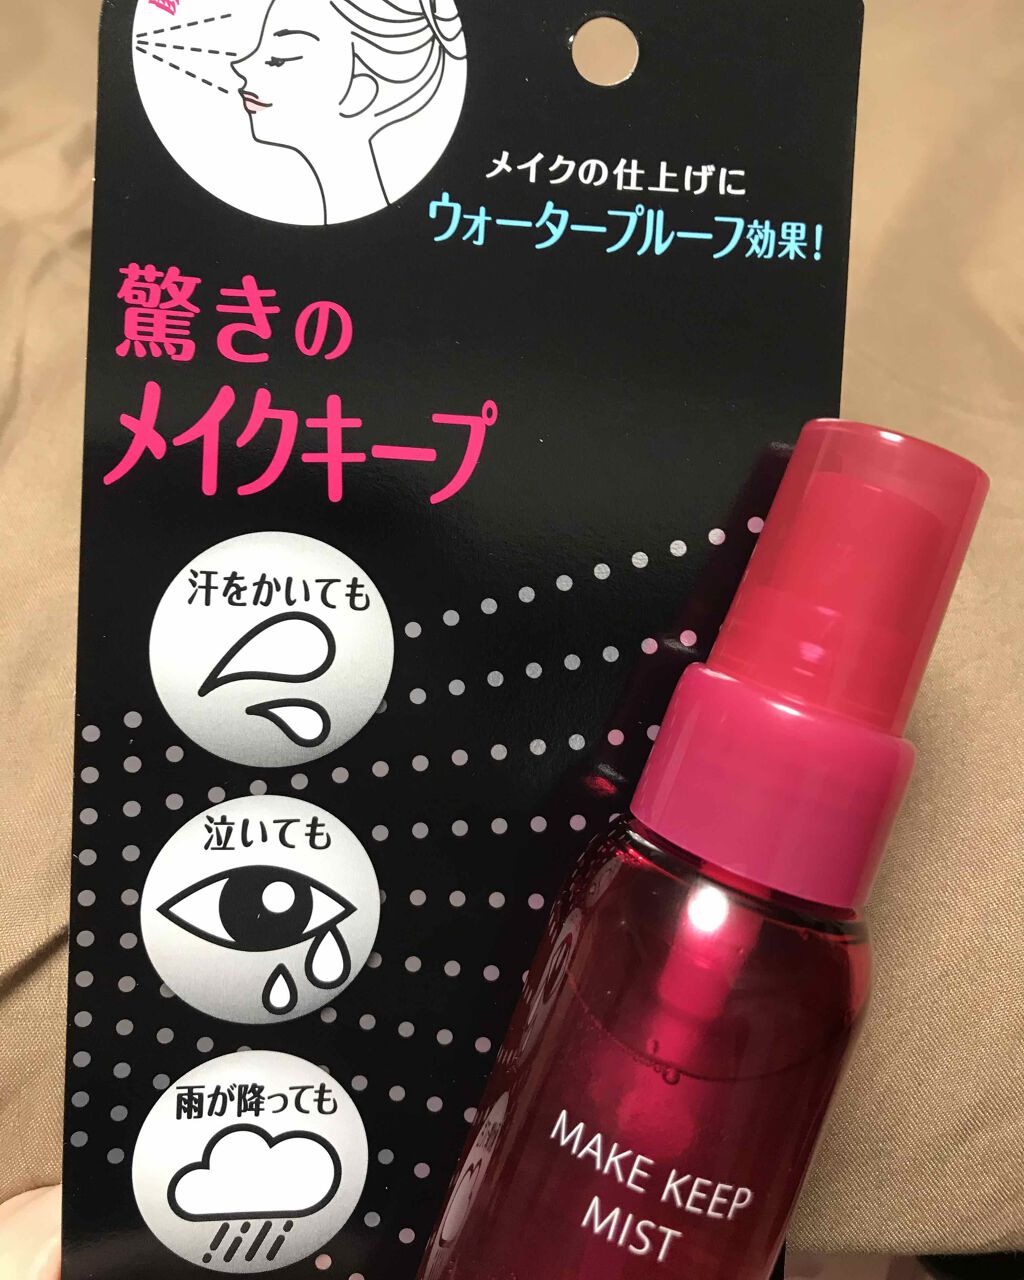 メイクの仕上げに
ウォータープルーフ効果!
驚きの
メイクキープ
汗をかいても
泣いても
雨が降っても
MAKE KEEP
MIST